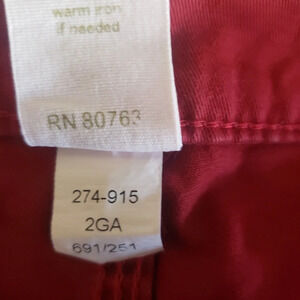 warm iron
if needed
RN 80763
274-915
2GA
691/251